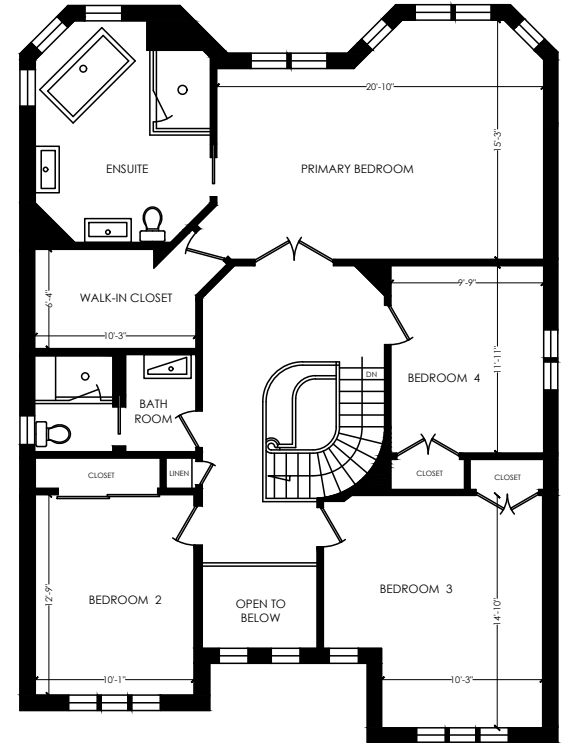 20'-10"
15'-3"
ENSUITE
PRIMARY BEDROOM
6'-4"
WALK-IN CLOSET
10'-3"
9'-9"
11'-11"
DN
BEDROOM 4
BATH
ROOM
CLOSET
LINEN
CLOSET
CLOSET
12'-9"
BEDROOM 2
OPEN TO
BELOW
BEDROOM 3
14'-10"
10'-1"
10'-3"